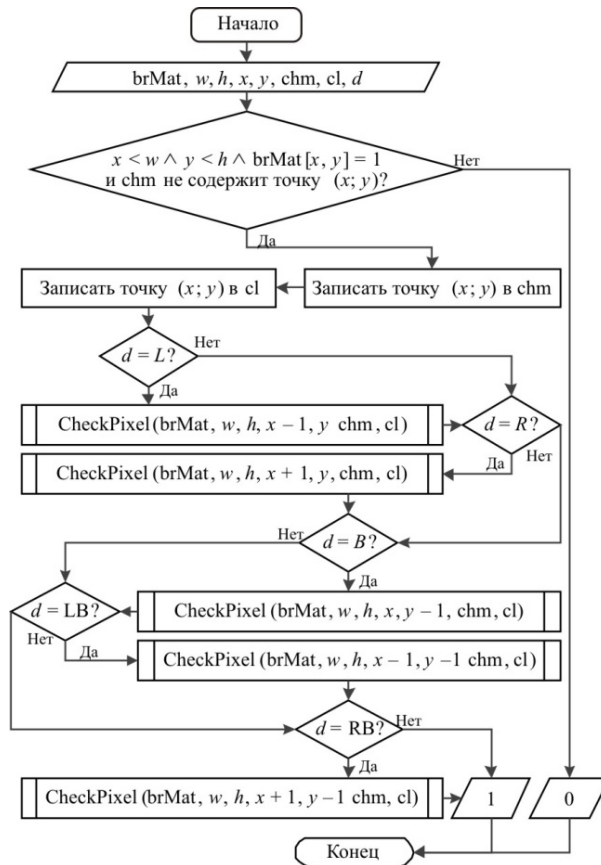 Начало
brMat, w, h, x, y, chm, cl, d
x < w ∧ y < h ∧ brMat [x, y] = 1
и chm не содержит точку (x; y)?
Нет
Да
Записать точку (x; y) в cl
Записать точку (x; y) в chm
d = L?
Нет
Да
CheckPixel (brMat, w, h, x − 1, y chm, cl)
d = R?
Да
Нет
CheckPixel (brMat, w, h, x + 1, y, chm, cl)
Нет
d = B?
Да
d = LB?
CheckPixel (brMat, w, h, x, y − 1, chm, cl)
Нет
Да
CheckPixel (brMat, w, h, x − 1, y −1 chm, cl)
d = RB?
Нет
Да
CheckPixel (brMat, w, h, x + 1, y−1 chm, cl)
1
0
Конец